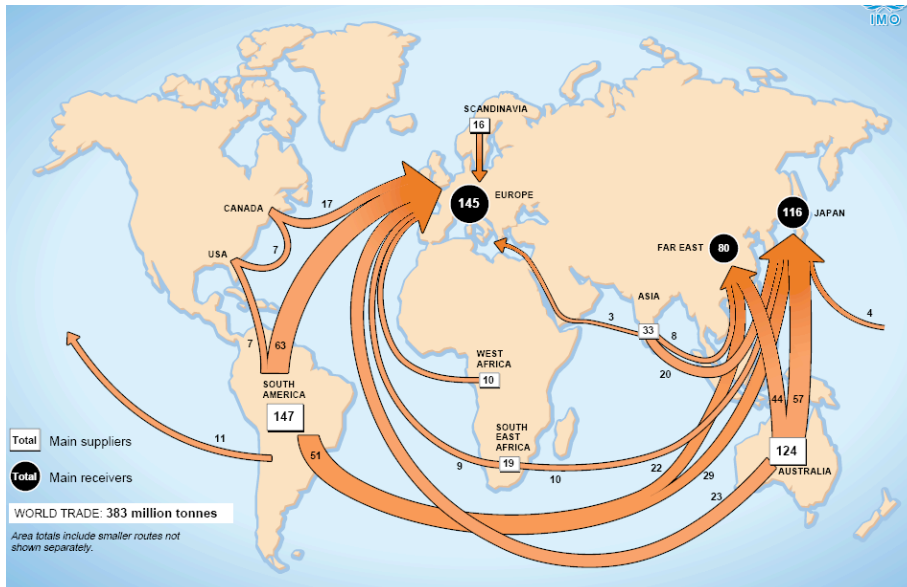 IMO
SCANDINAVIA
16
145
EUROPE
CANADA
17
7
USA
116
JAPAN
FAR EAST
80
ASIA
33
3
8
20
4
7
63
SOUTH
AMERICA
147
WEST
AFRICA
10
44
57
11
51
SOUTH
EAST
AFRICA
19
9
10
22
29
23
124
AUSTRALIA
Total
Main suppliers
Total
Main receivers
WORLD TRADE: 383 million tonnes
Area totals include smaller routes not
shown separately.